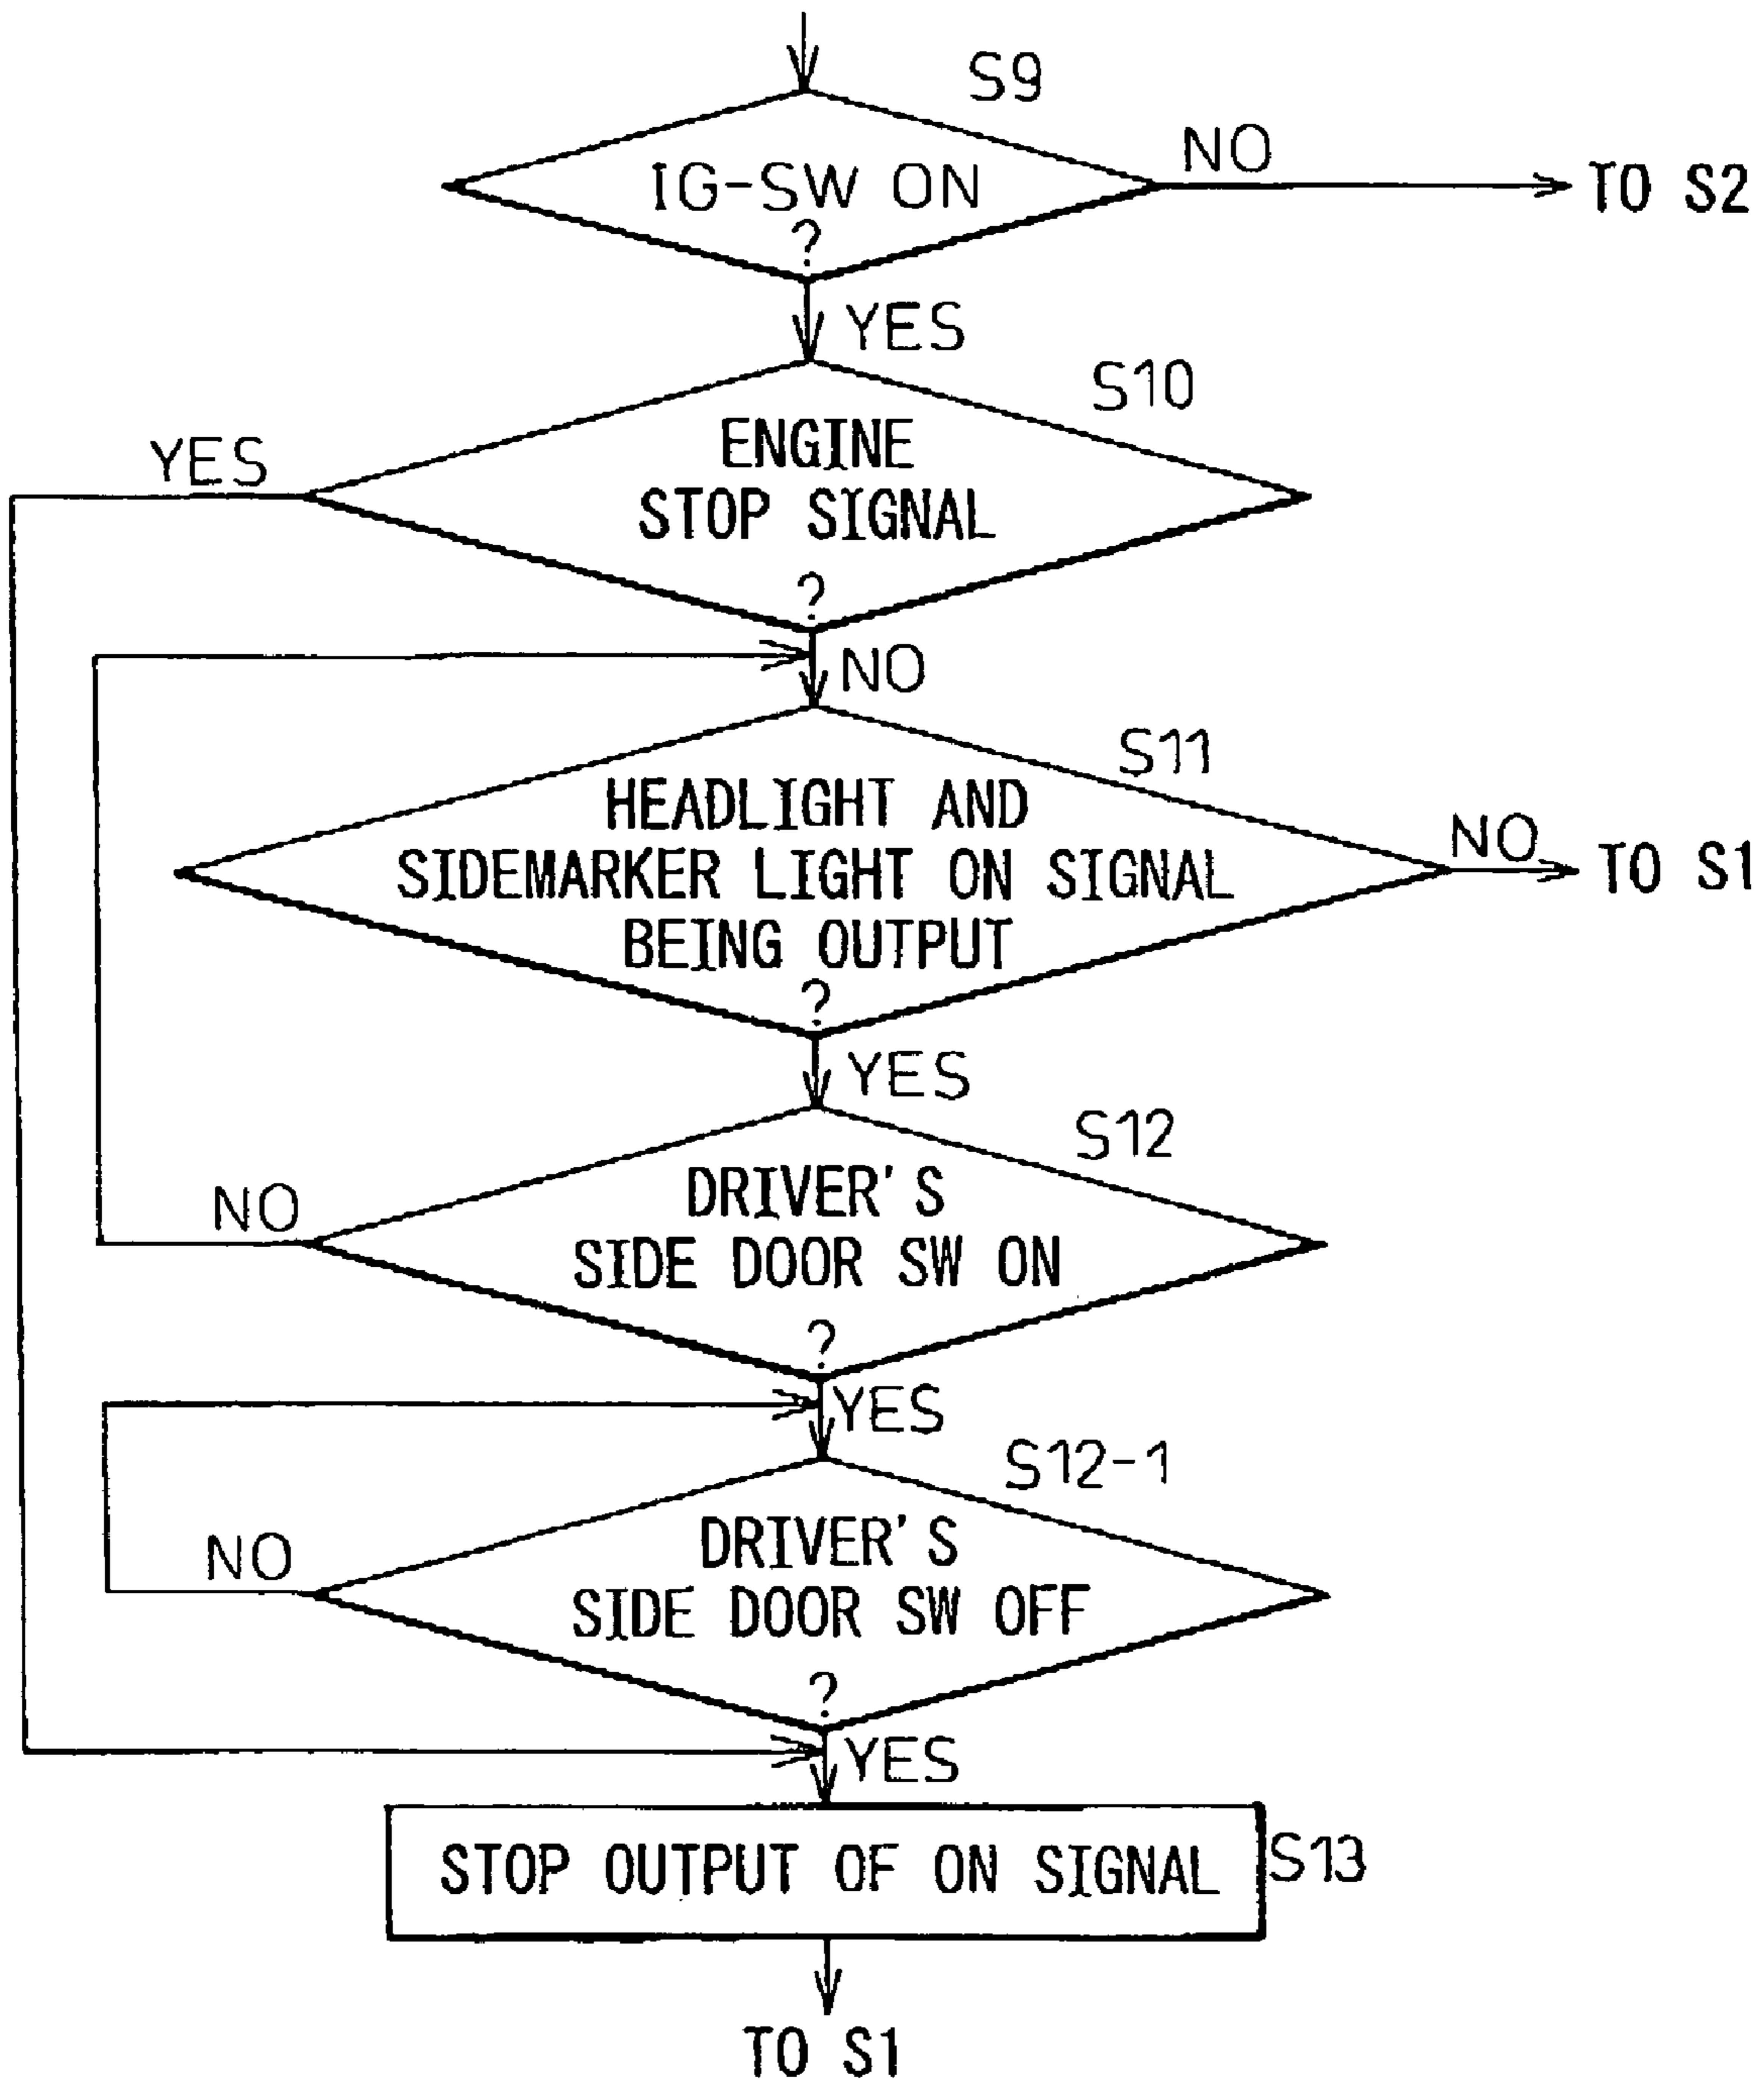 S9
IG-SW ON
?
NO
TO S2
YES
S10
ENGINE
STOP SIGNAL
?
YES
NO
S11
HEADLIGHT AND
SIDEMARKER LIGHT ON SIGNAL
BEING OUTPUT
?
NO
TO S1
YES
S12
DRIVER'S
SIDE DOOR SW ON
?
NO
YES
S12-1
DRIVER'S
SIDE DOOR SW OFF
?
NO
YES
STOP OUTPUT OF ON SIGNAL
S13
TO S1